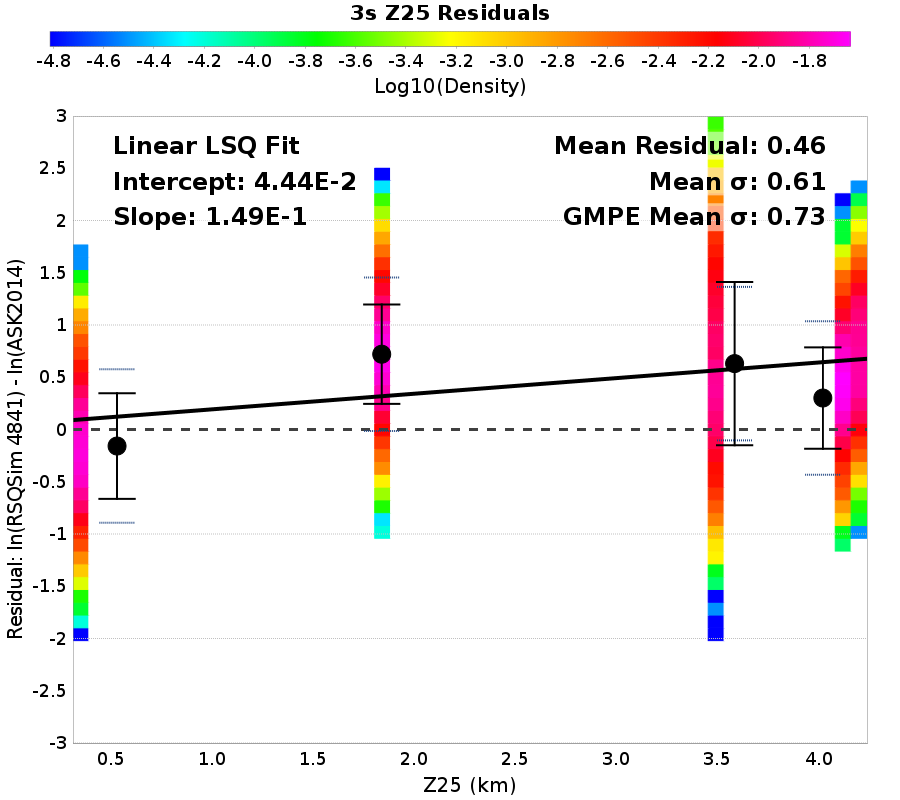 3s Z25 Residuals
-4.8 -4.6 -4.4 -4.2 -4.0 -3.8 -3.6 -3.4 -3.2 -3.0 -2.8 -2.6 -2.4 -2.2 -2.0 -1.8
Log10(Density)
Linear LSQ Fit
Intercept: 4.44E-2
Slope: 1.49E-1
Mean Residual: 0.46
Mean σ: 0.61
GMPE Mean σ: 0.73
3
2.5
2
1.5
1
0.5
0
-0.5
-1
-1.5
-2
-2.5
-3
Residual: ln(RSQSim 4841) - ln(ASK2014)
0.5 1.0 1.5 2.0 2.5 3.0 3.5 4.0
Z25 (km)